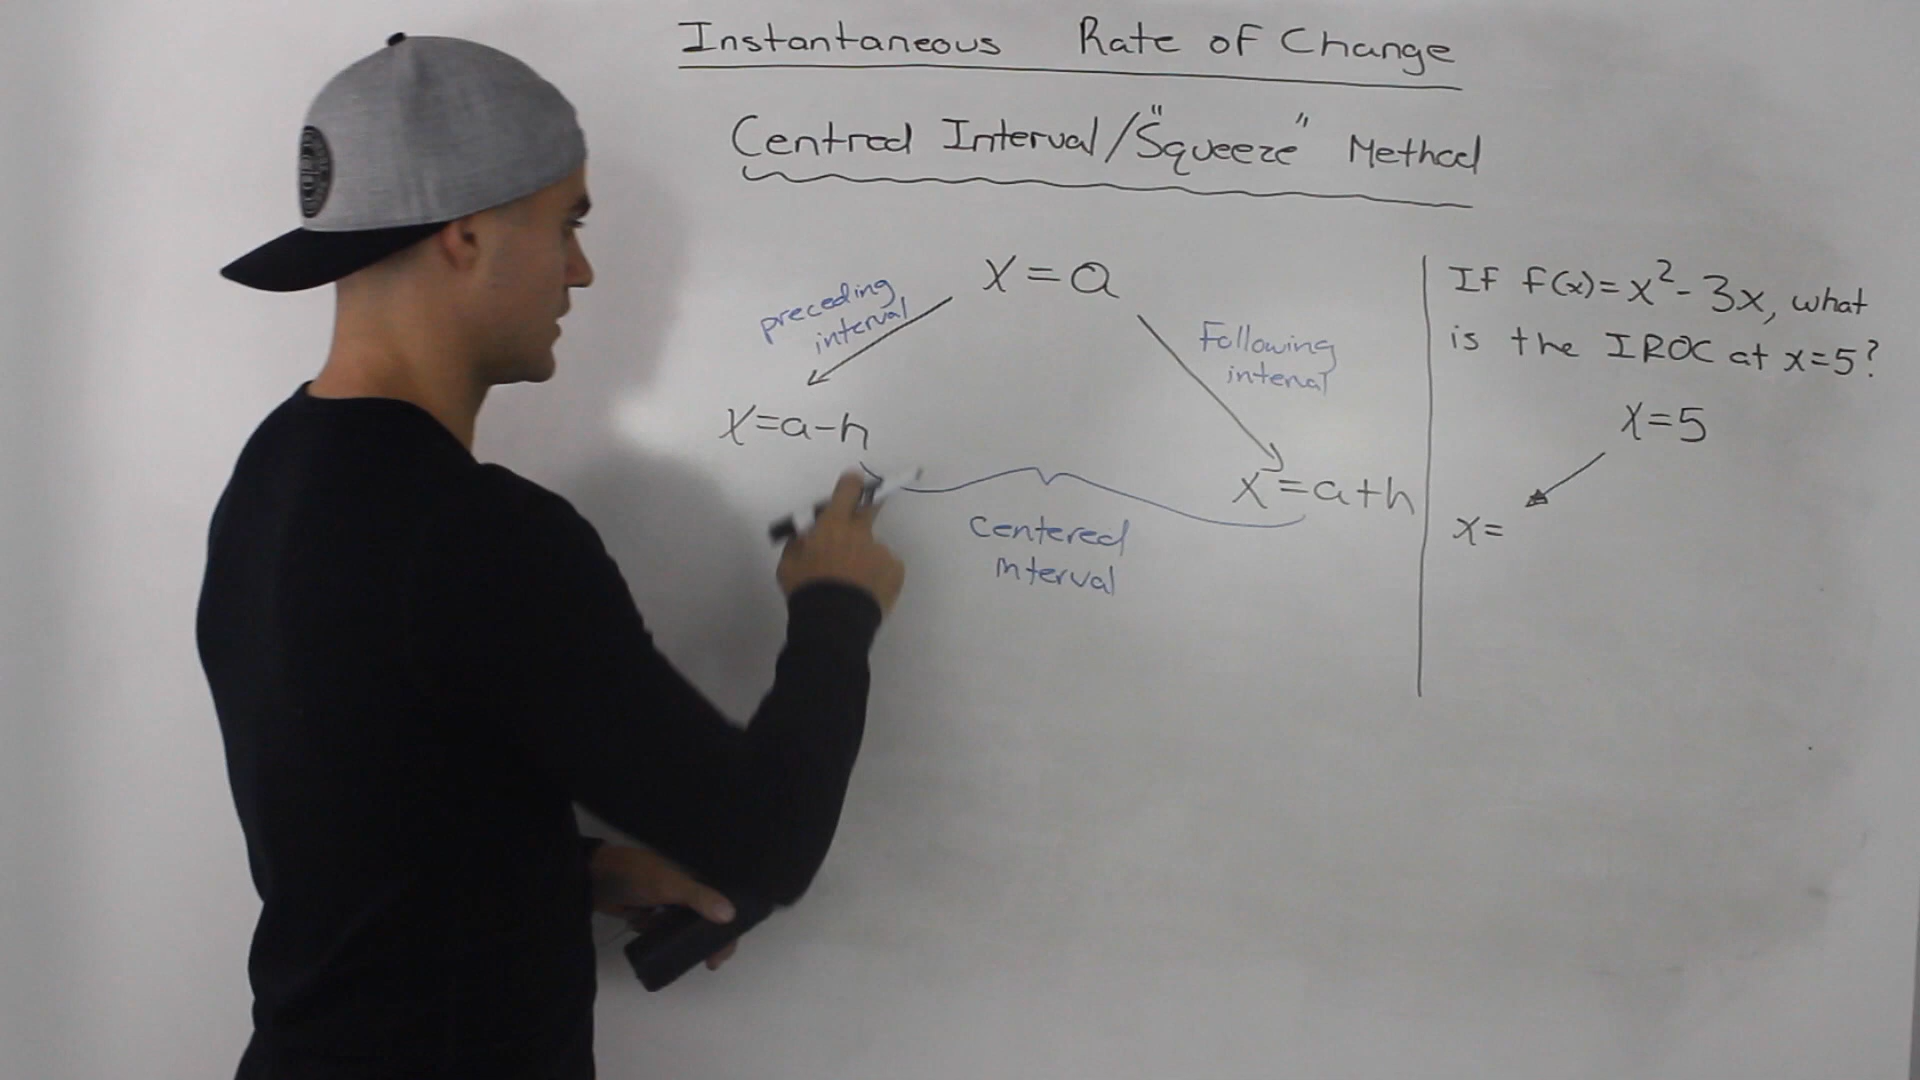 Instantaneous Rate of Change
Centred Interval/"Squeeze" Method
x=a
preceding
interval
Following
interval
x=a-h
x=a+h
Centered
Interval
If f(x)=x²-3x, what
is the IROC at x=5?
x=5
x=